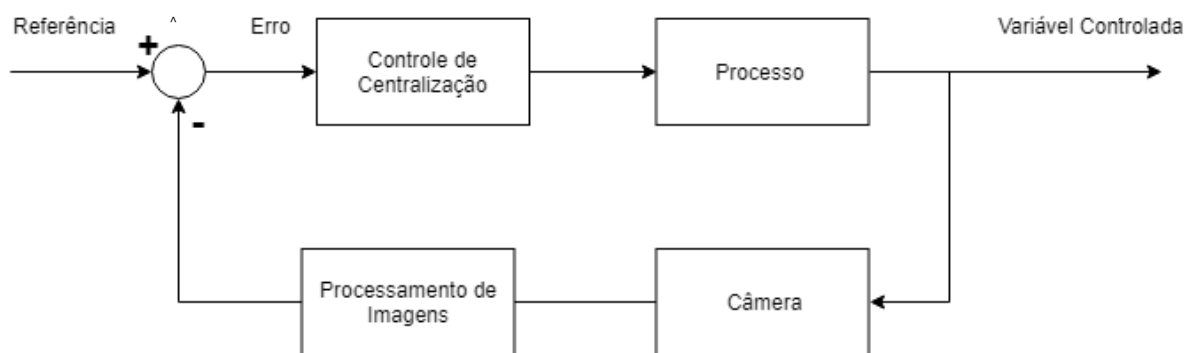 Referência
^
Erro
Variável Controlada
+
Controle de
Centralização
Processo
-
Processamento de
Imagens
Câmera